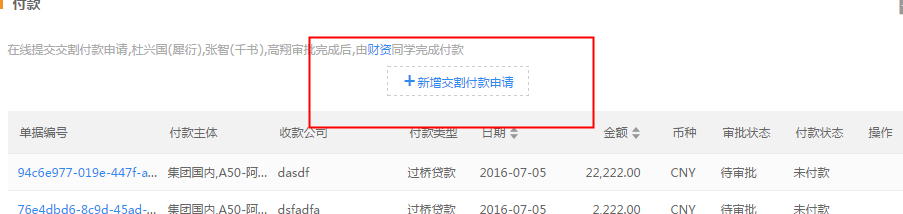 付款
在线提交交割付款申请,杜兴国(犀衍),张智(千书),高翔审批完成后,由财资同学完成付款
+新增交割付款申请
单据编号 付款主体 收款公司 付款类型 日期 金额 币种 审批状态 付款状态 操作
94c6e977-019e-447f-a... 集团国内,A50-阿... dasdf 过桥贷款 2016-07-05 22,222.00 CNY 待审批 未付款
76e4dbd6-8c9d-45ad-... 集团国内,A50-阿... dsfadfa 过桥贷款 2016-07-05 2,222.00 CNY 待审批 未付款